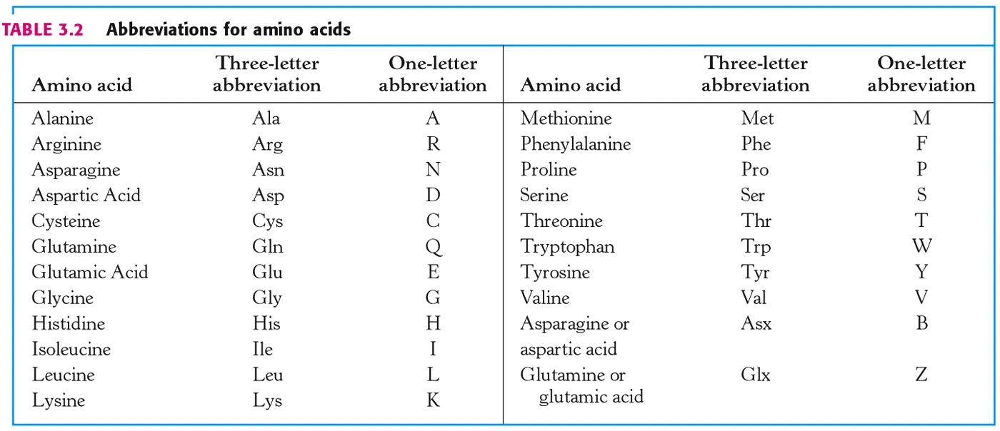 TABLE 3.2 Abbreviations for amino acids
Amino acid Three-letter abbreviation One-letter abbreviation Amino acid Three-letter abbreviation One-letter abbreviation
Alanine Ala A Methionine Met M
Arginine Arg R Phenylalanine Phe F
Asparagine Asn N Proline Pro P
Aspartic Acid Asp D Serine Ser S
Cysteine Cys C Threonine Thr T
Glutamine Gln Q Tryptophan Trp W
Glutamic Acid Glu E Tyrosine Tyr Y
Glycine Gly G Valine Val V
Histidine His H Asparagine or Asx B
Isoleucine Ile I aspartic acid
Leucine Leu L Glutamine or Glx Z
Lysine Lys K glutamic acid